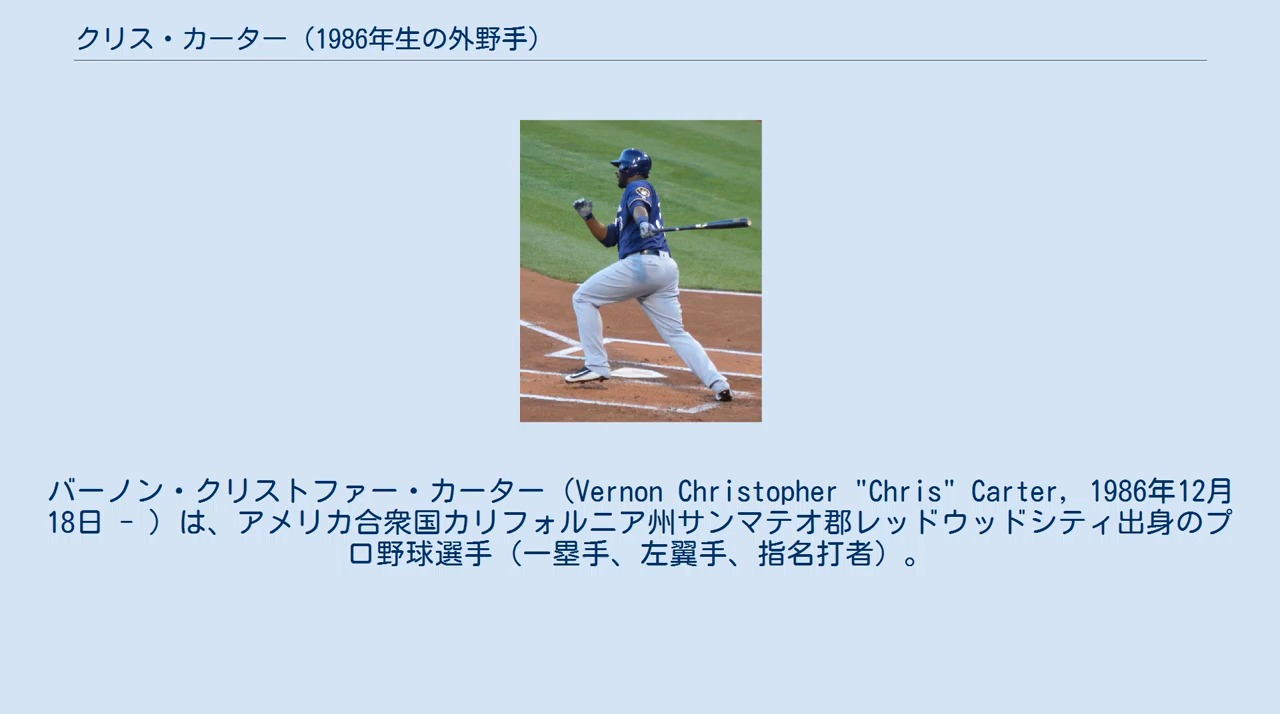 クリス・カーター（1986年生の外野手）
バーノン・クリストファー・カーター（Vernon Christopher "Chris" Carter, 1986年12月
18日 - ）は、アメリカ合衆国カリフォルニア州サンマテオ郡レッドウッドシティ出身のプ
ロ野球選手（一塁手、左翼手、指名打者）。